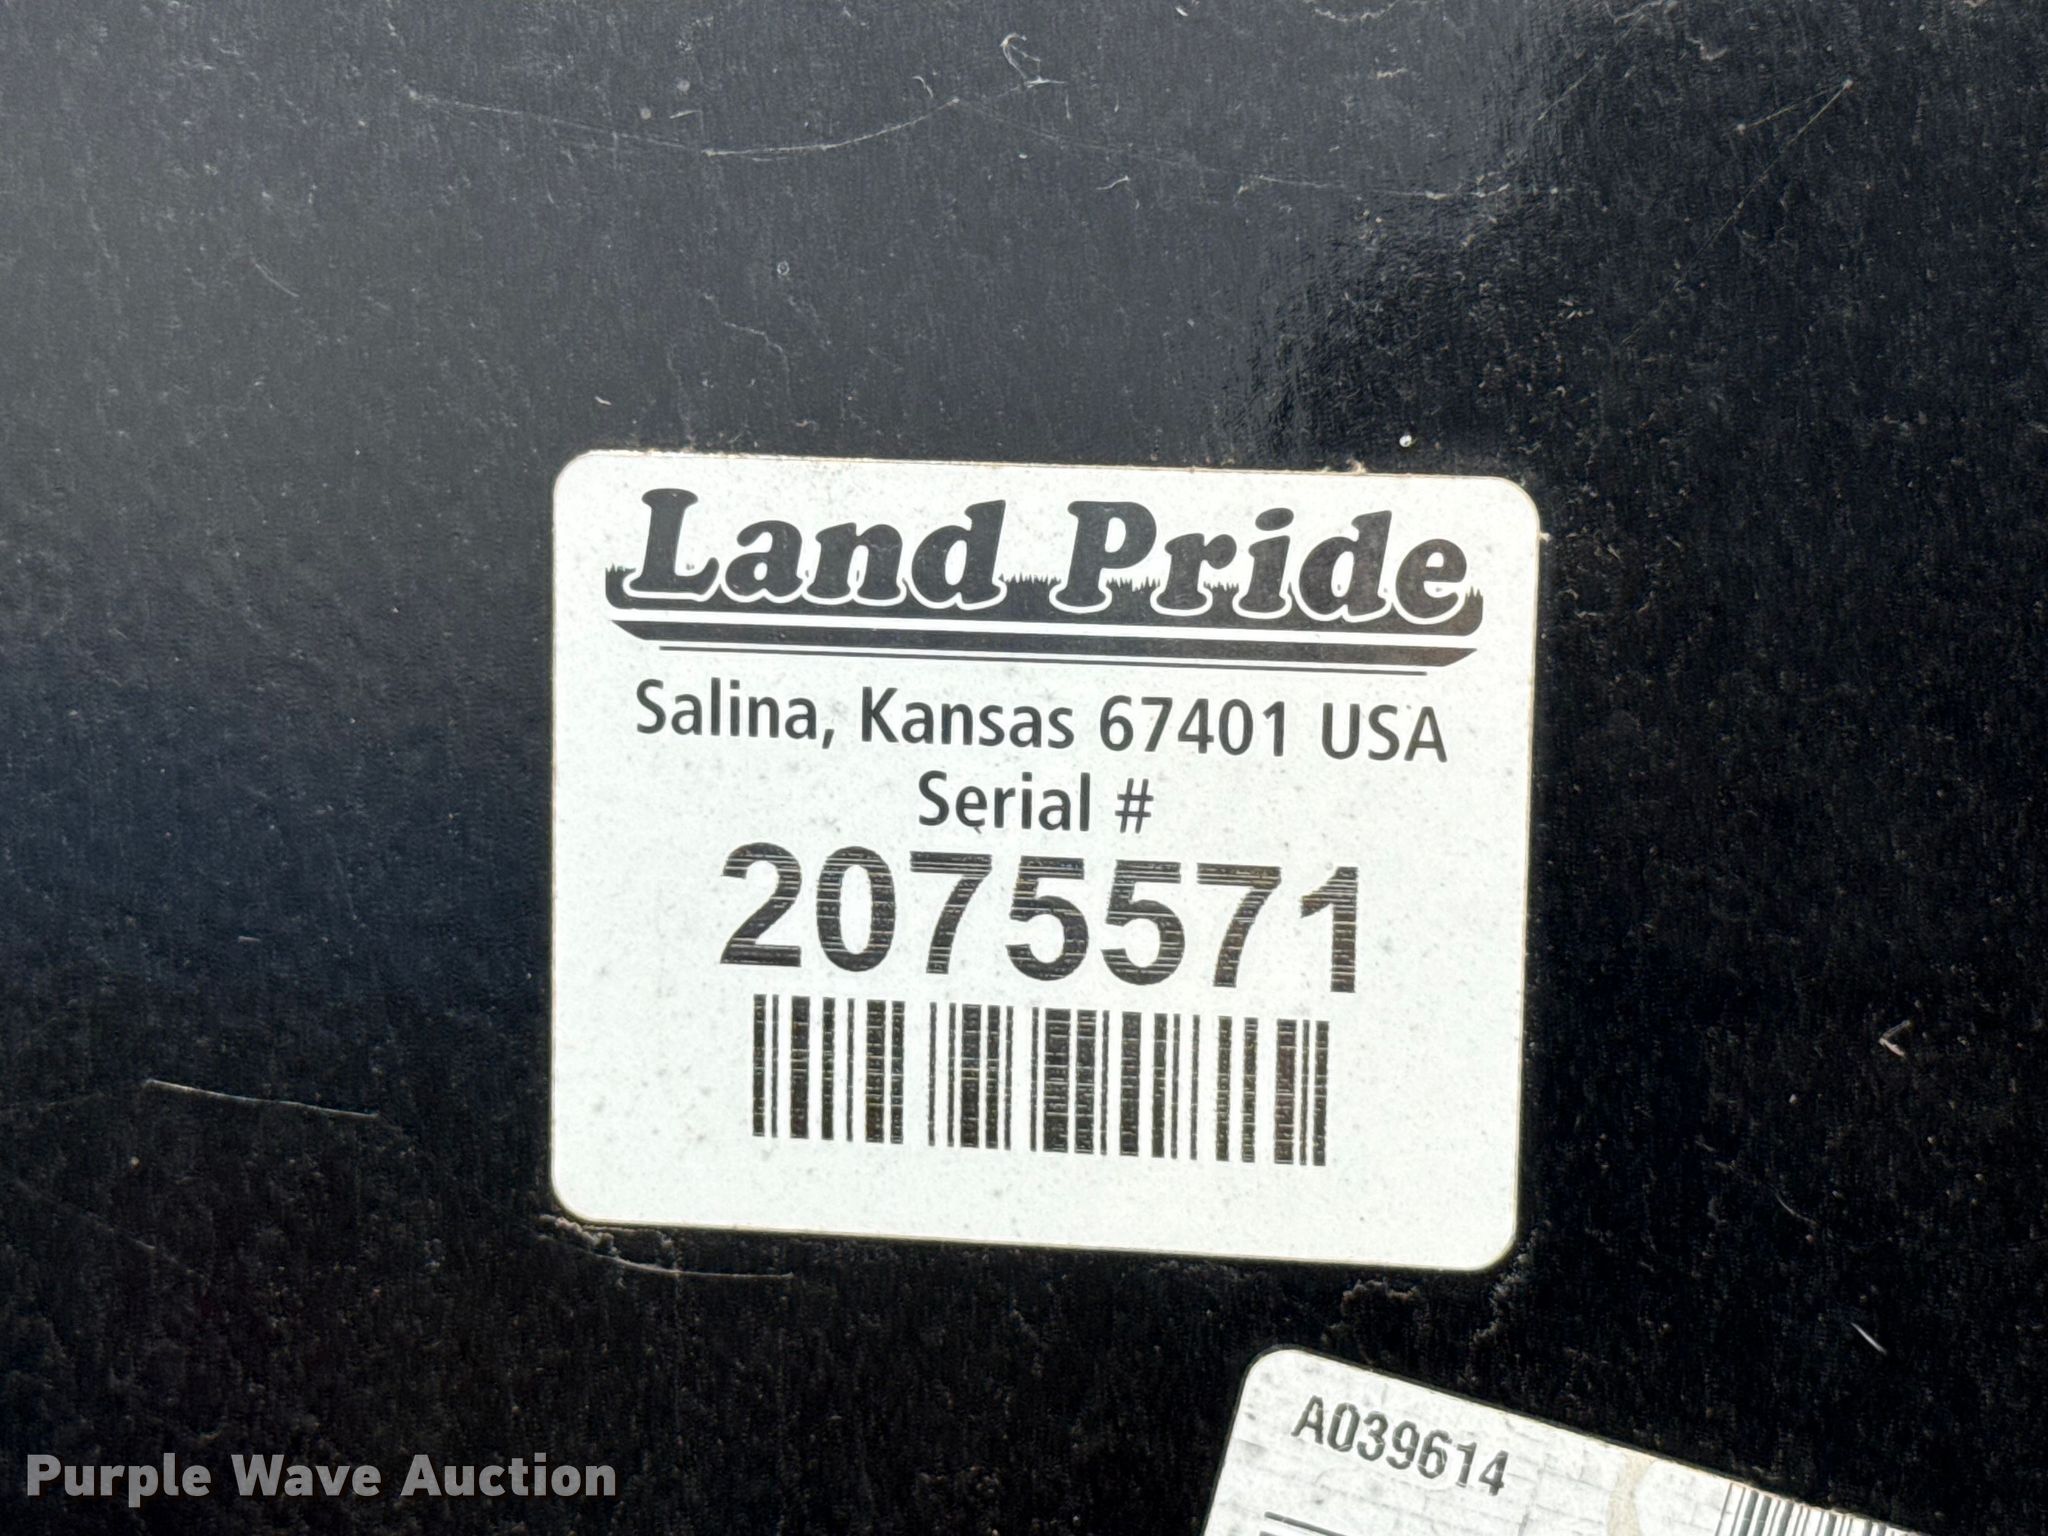 Land Pride
Salina, Kansas 67401 USA
Serial #
2075571
A039614
Purple Wave Auction